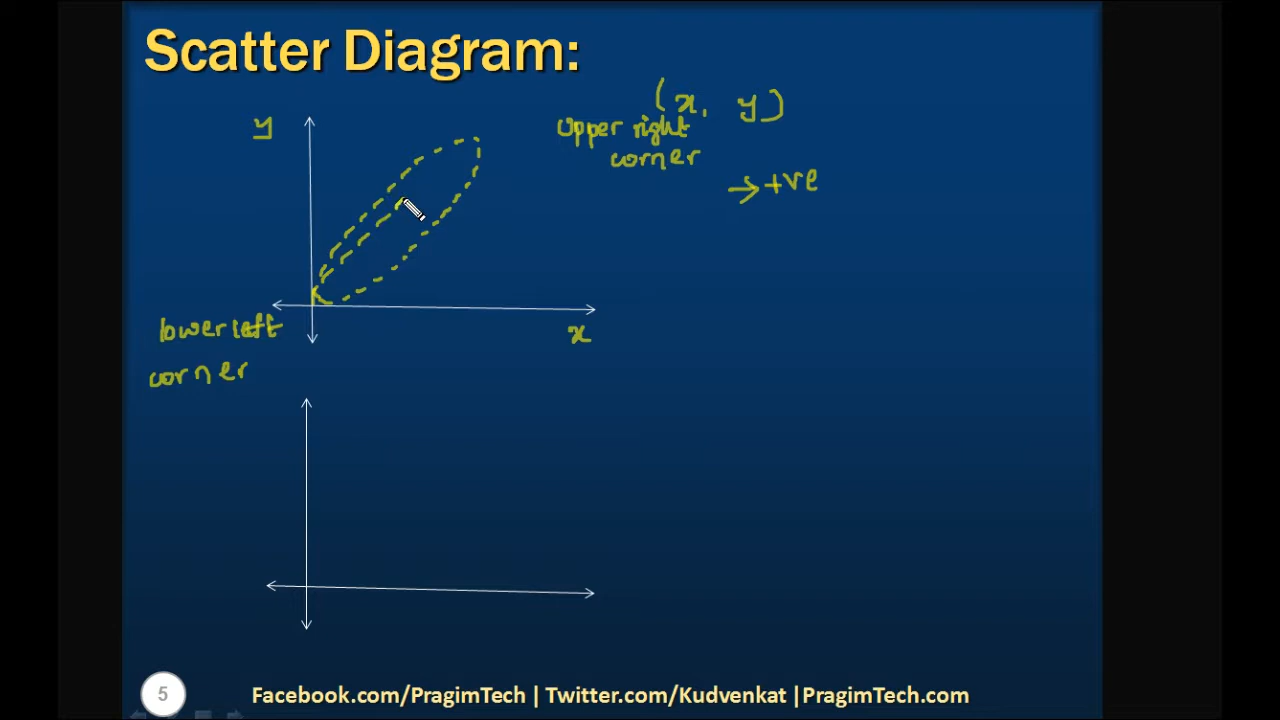 Scatter Diagram:
(x, y)
y
upper right
corner
→ +ve
lower left
x
corner
5
Facebook.com/PragimTech | Twitter.com/Kudvenkat |PragimTech.com